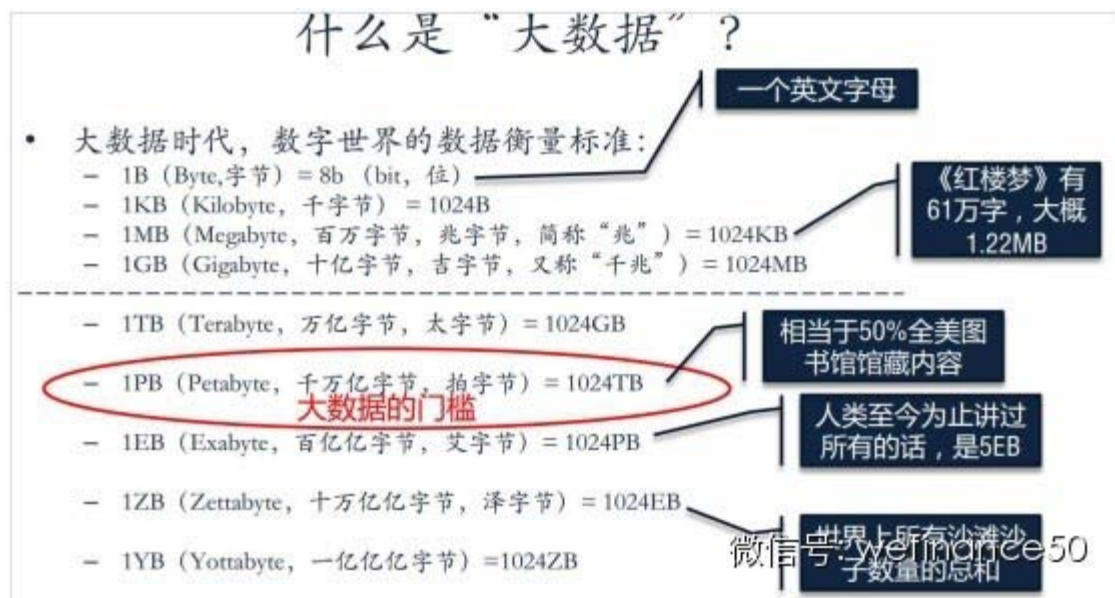 什么是“大数据”？
一个英文字母
• 大数据时代，数字世界的数据衡量标准：
– 1B（Byte,字节）= 8b （bit，位）
– 1KB（Kilobyte，千字节）= 1024B
– 1MB（Megabyte，百万字节，兆字节，简称“兆”）= 1024KB
– 1GB（Gigabyte，十亿字节，吉字节，又称“千兆”）= 1024MB
《红楼梦》有
61万字，大概
1.22MB
– 1TB（Terabyte，万亿字节，太字节）= 1024GB
相当于50%全美图
书馆馆藏内容
– 1PB（Petabyte，千万亿字节，拍字节）= 1024TB
大数据的门槛
人类至今为止讲过
所有的话，是5EB
– 1EB（Exabyte，百亿亿字节，艾字节）= 1024PB
– 1ZB（Zettabyte，十万亿亿字节，泽字节）= 1024EB
世界上所有沙滩沙
子数量的总和
– 1YB（Yottabyte，一亿亿亿字节）=1024ZB
微信号: wefinance50